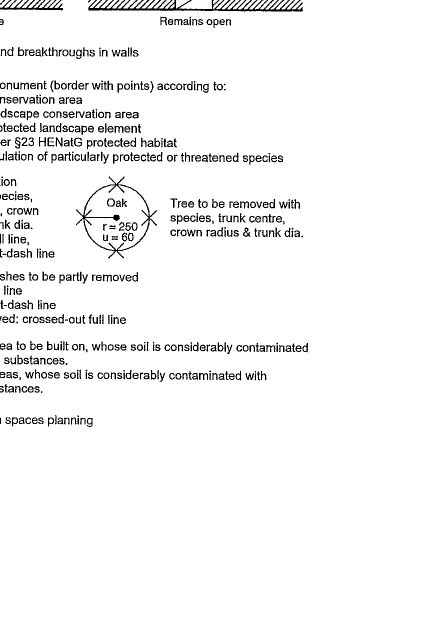 e Remains open
nd breakthroughs in walls
onument (border with points) according to:
nservation area
dscape conservation area
otected landscape element
er §23 HENatG protected habitat
ulation of particularly protected or threatened species
tion
ecies,
, crown
nk dia.
ll line,
t-dash line
Oak
r = 250
u = 60
Tree to be removed with
species, trunk centre,
crown radius & trunk dia.
shes to be partly removed
line
t-dash line
ved: crossed-out full line
ea to be built on, whose soil is considerably contaminated
substances.
eas, whose soil is considerably contaminated with
stances.
n spaces planning